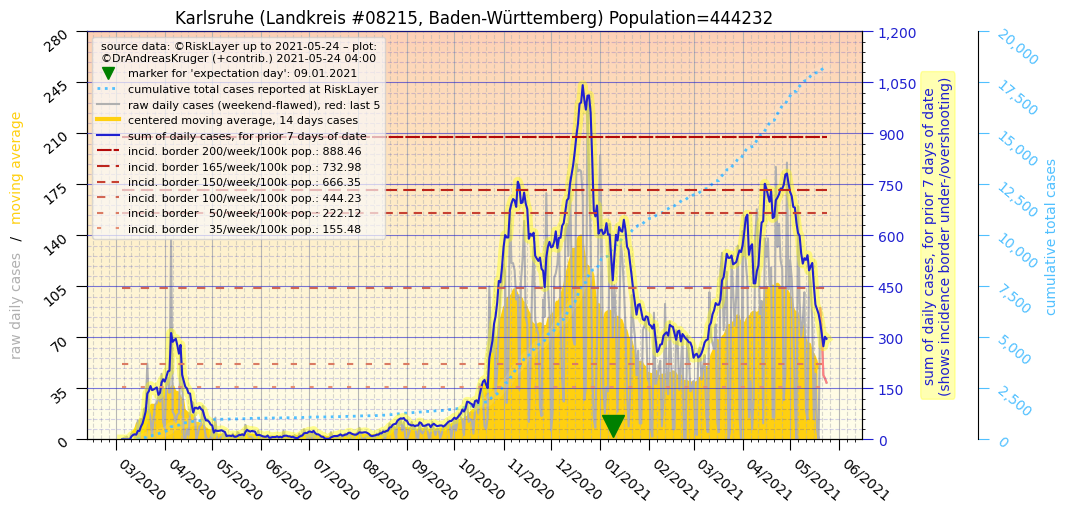 Karlsruhe (Landkreis #08215, Baden-Württemberg) Population=444232
source data: ©RiskLayer up to 2021-05-24 – plot:
©DrAndreasKruger (+contrib.) 2021-05-24 04:00
marker for 'expectation day': 09.01.2021
cumulative total cases reported at RiskLayer
raw daily cases (weekend-flawed), red: last 5
centered moving average, 14 days cases
sum of daily cases, for prior 7 days of date
incid. border 200/week/100k pop.: 888.46
incid. border 165/week/100k pop.: 732.98
incid. border 150/week/100k pop.: 666.35
incid. border 100/week/100k pop.: 444.23
incid. border   50/week/100k pop.: 222.12
incid. border   35/week/100k pop.: 155.48
raw daily cases / moving average
280
245
210
175
140
105
70
35
0
03/2020
04/2020
05/2020
06/2020
07/2020
08/2020
09/2020
10/2020
11/2020
12/2020
01/2021
02/2021
03/2021
04/2021
05/2021
06/2021
1,200
1,050
900
750
600
450
300
150
0
sum of daily cases, for prior 7 days of date
(shows incidence border under-/overshooting)
20,000
17,500
15,000
12,500
10,000
7,500
5,000
2,500
0
cumulative total cases